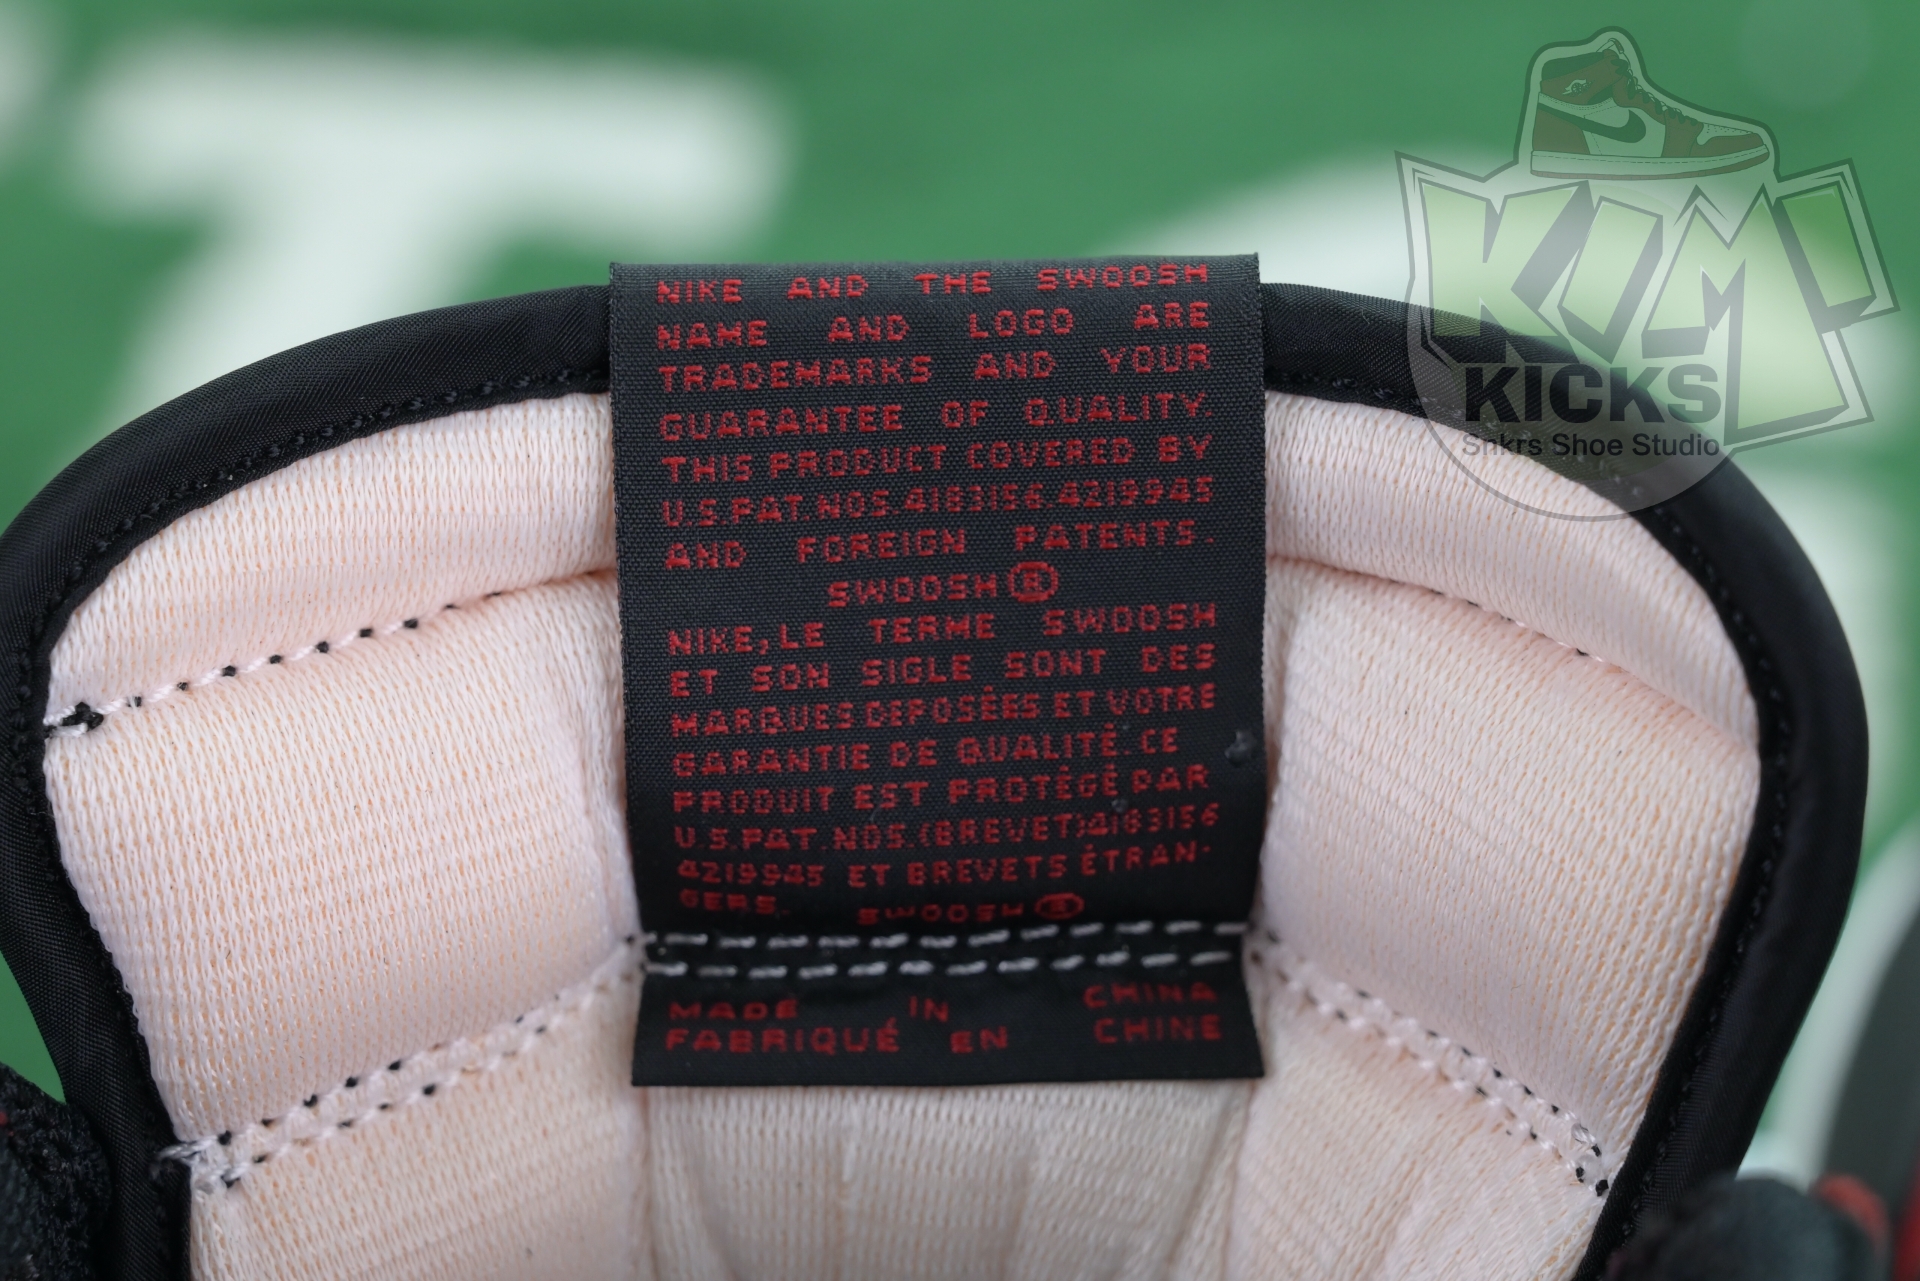 NIKE AND THE SWOOSH
NAME AND LOGO ARE
TRADEMARKS AND YOUR
GUARANTEE OF QUALITY.
THIS PRODUCT COVERED BY
U.S.PAT.NOS.4183156.4219945
AND FOREIGN PATENTS.
SWOOSH®
NIKE,LE TERME SWOOSH
ET SON SIGLE SONT DES
MARQUES DEPOSÈES ET VOTRE
GARANTIE DE QUALITÉ.CE
PRODUIT EST PROTÉGÉ PAR
U.S.PAT.NOS.(BREVET)4183156
4219945 ET BREVETS ÉTRAN-
GERS. SWOOSH®
MADE IN CHINA
FABRIQUÉ EN CHINE
KIM'
KICKS
Snkrs Shoe Studio